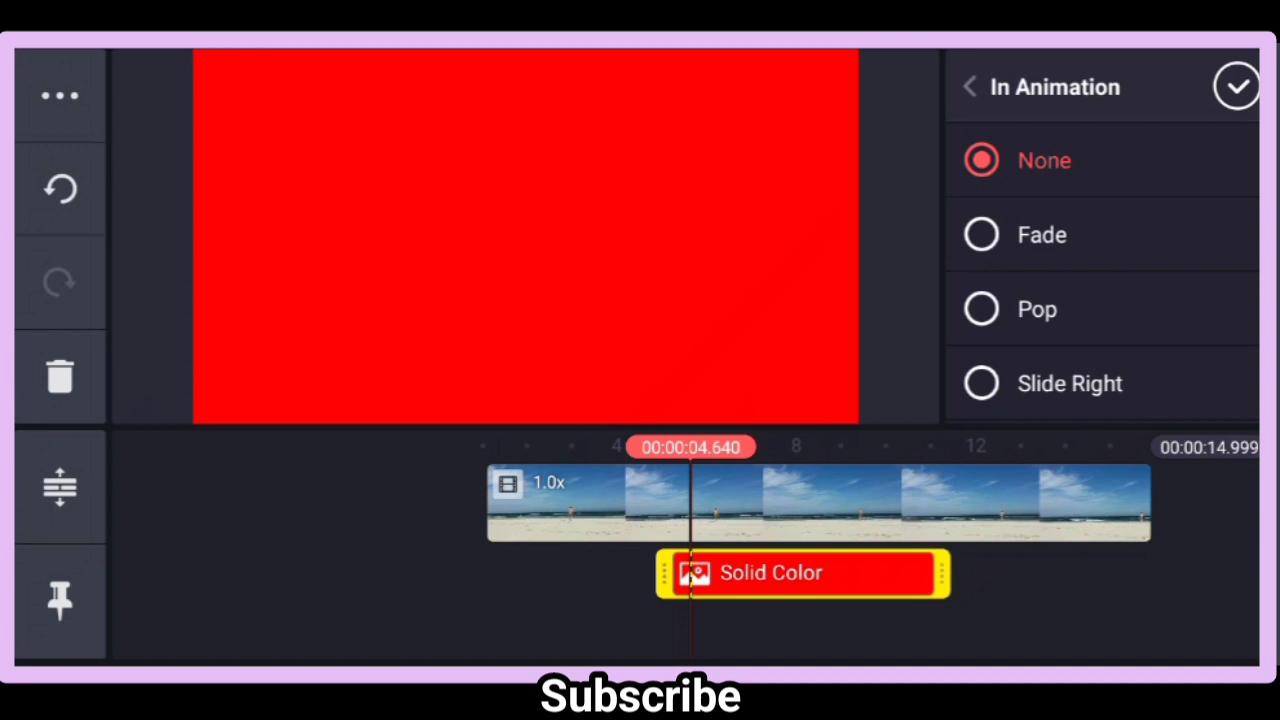 In Animation
None
Fade
Pop
Slide Right
4 00:00:04.640 8 12 00:00:14.999
1.0x
Solid Color
Subscribe